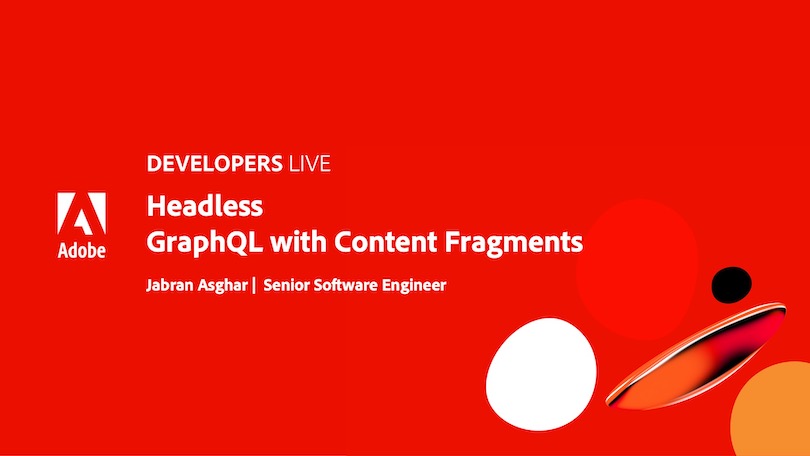 DEVELOPERS LIVE
Headless
GraphQL with Content Fragments
Jabran Asghar | Senior Software Engineer
Adobe